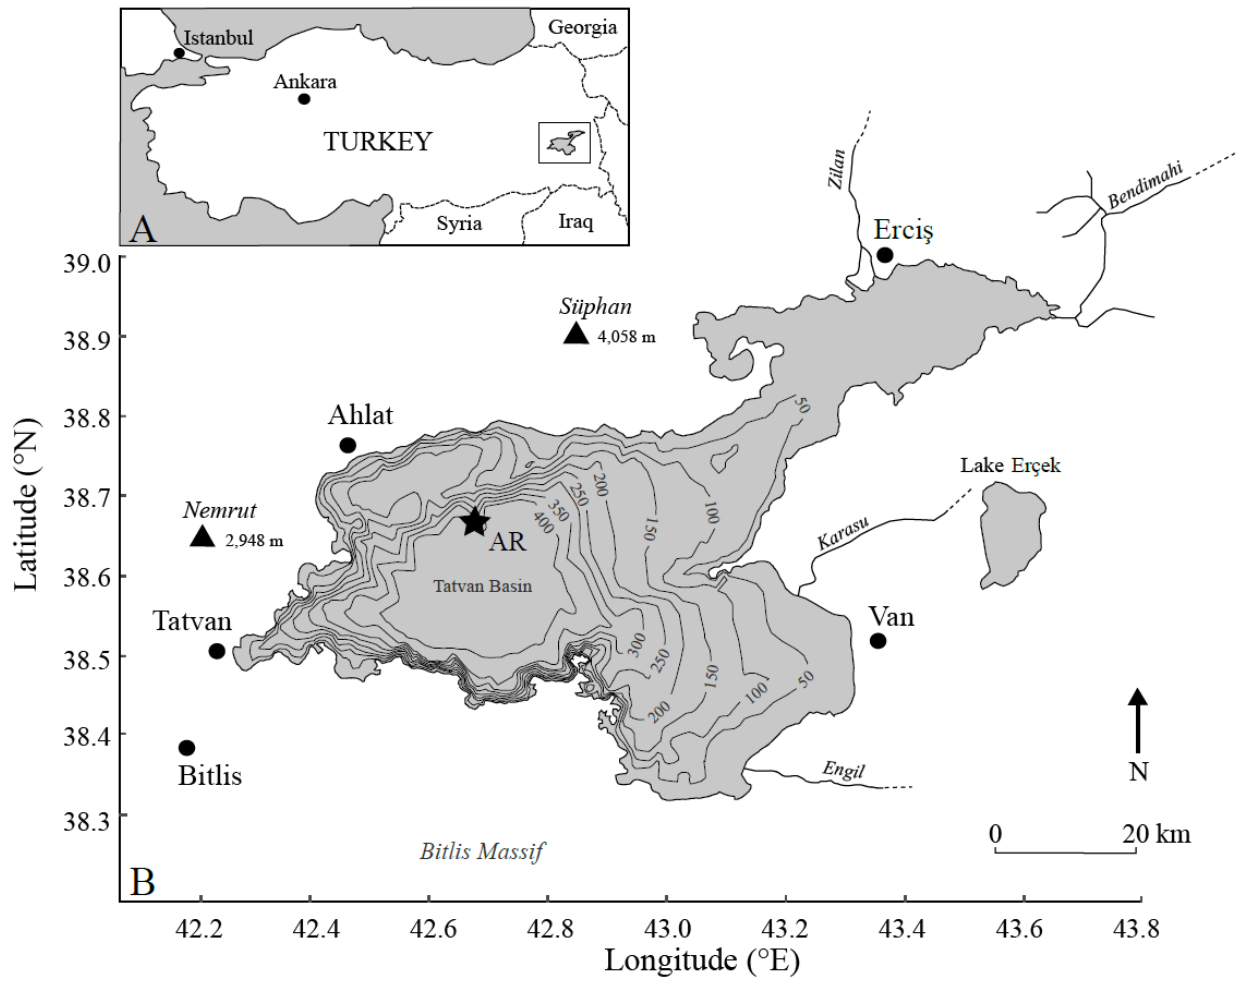 Istanbul
Georgia
Ankara
TURKEY
Syria
Iraq
A
Zilan
Bendimahi
Erciş
39.0
38.9
38.8
38.7
38.6
38.5
38.4
38.3
Latitude (°N)
Süphan
4,058 m
Ahlat
50
Lake Erçek
Nemrut
2,948 m
200
250
350
400
150
100
AR
Karasu
Tatvan Basin
Tatvan
Van
300
250
150
100
50
200
Bitlis
Engil
N
0 20 km
Bitlis Massif
B
42.2 42.4 42.6 42.8 43.0 43.2 43.4 43.6 43.8
Longitude (°E)